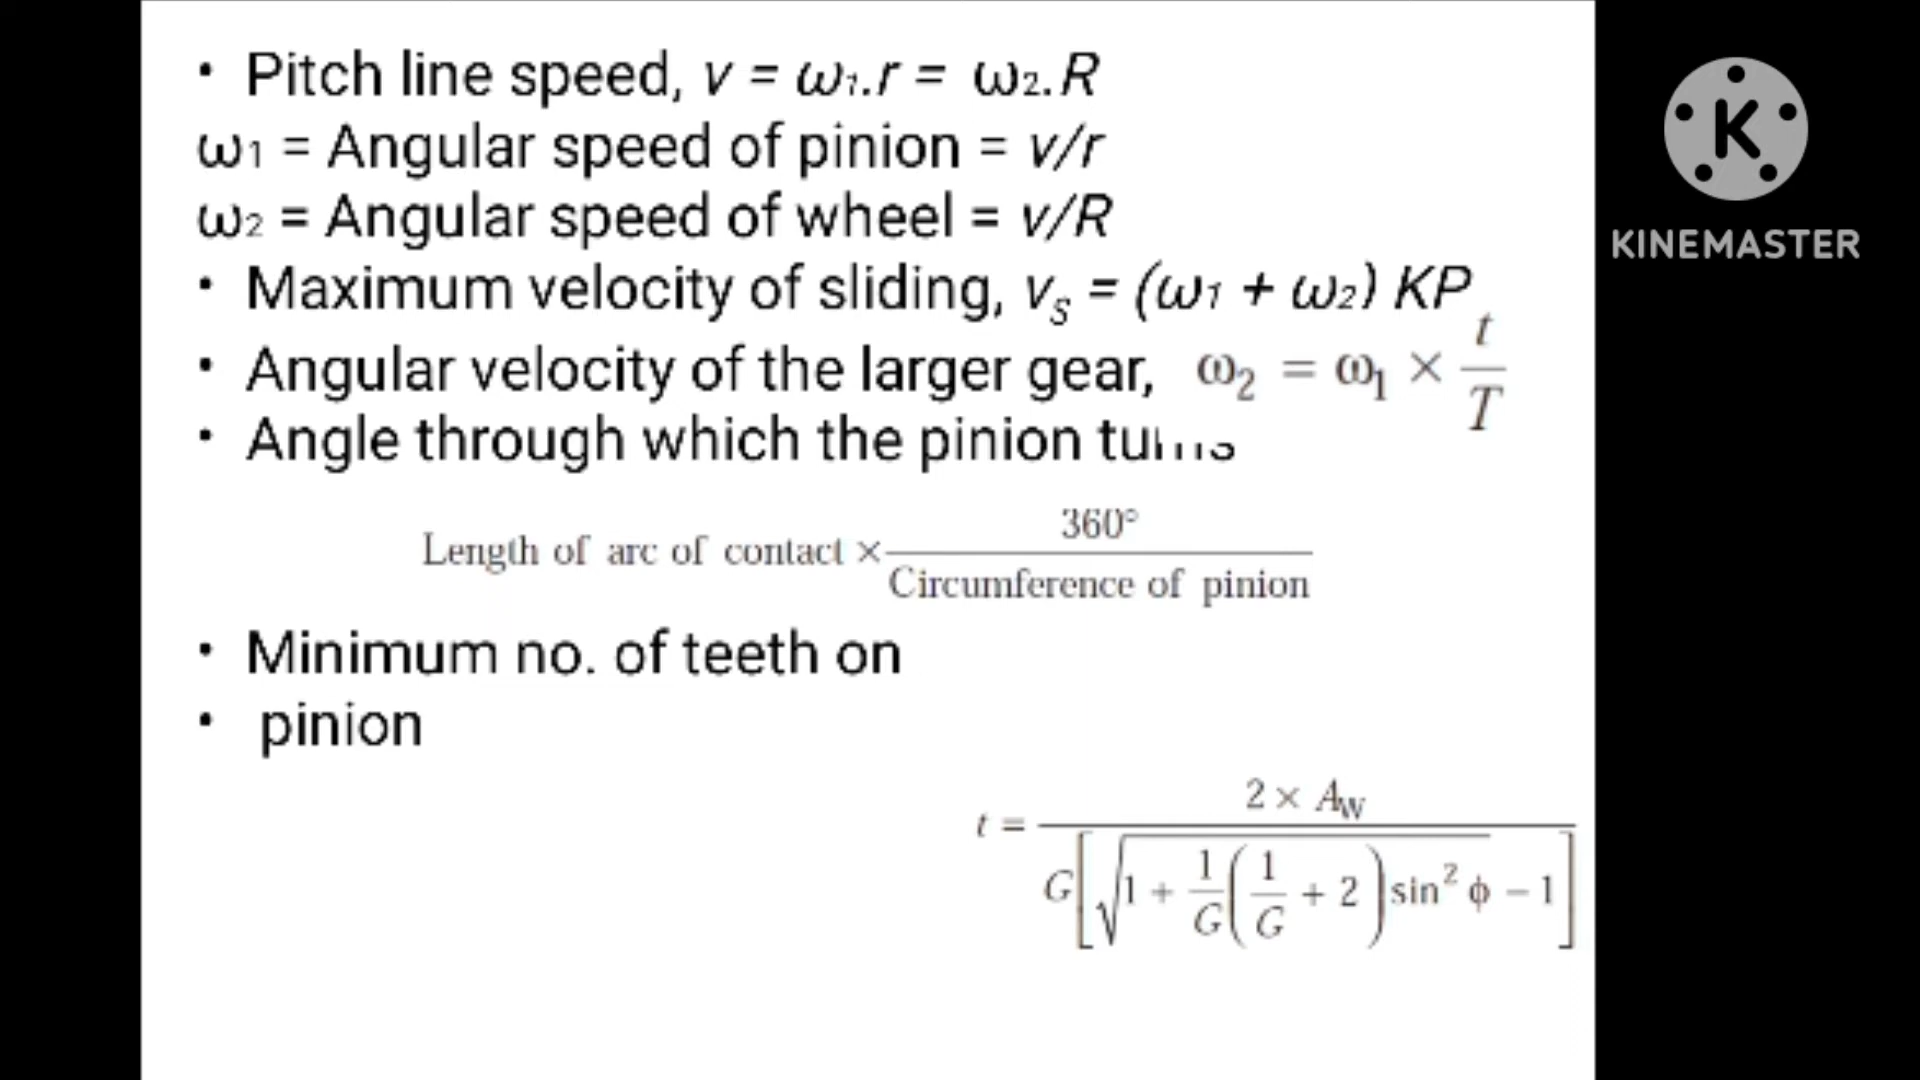 • Pitch line speed, v = ω1.r = ω2.R
ω1 = Angular speed of pinion = v/r
ω2 = Angular speed of wheel = v/R
• Maximum velocity of sliding, vS = (ω1 + ω2) KP
• Angular velocity of the larger gear, ω2 = ω1 × t/T
• Angle through which the pinion turns
Length of arc of contact × 360°/Circumference of pinion
• Minimum no. of teeth on
• pinion
t = 2 × AW / G[√(1 + 1/G(1/G + 2) sin² ϕ) − 1]
K
KINEMASTER